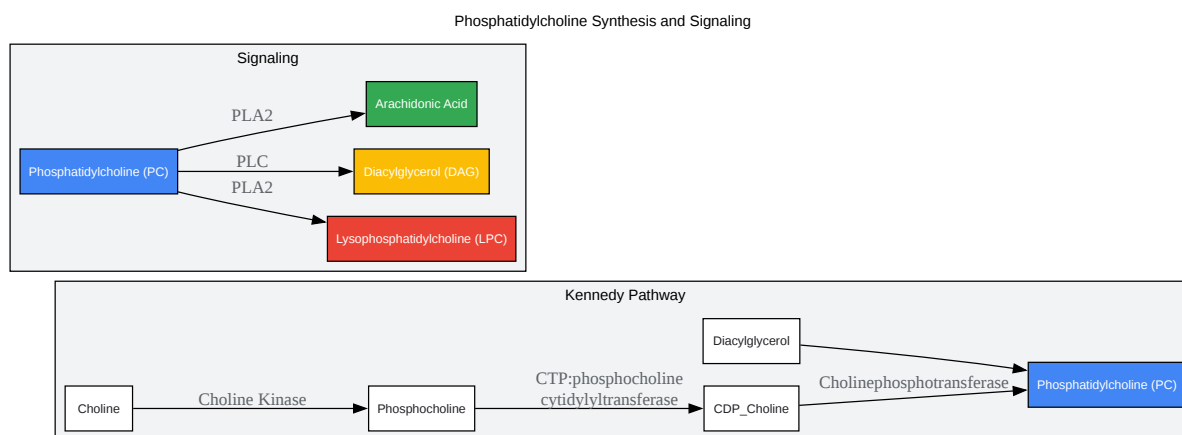 Phosphatidylcholine Synthesis and Signaling
Signaling
Phosphatidylcholine (PC)
PLA2
PLC
PLA2
Arachidonic Acid
Diacylglycerol (DAG)
Lysophosphatidylcholine (LPC)
Kennedy Pathway
Choline
Choline Kinase
Phosphocholine
CTP:phosphocholine
cytidylyltransferase
Diacylglycerol
CDP_Choline
Cholinephosphotransferase
Phosphatidylcholine (PC)